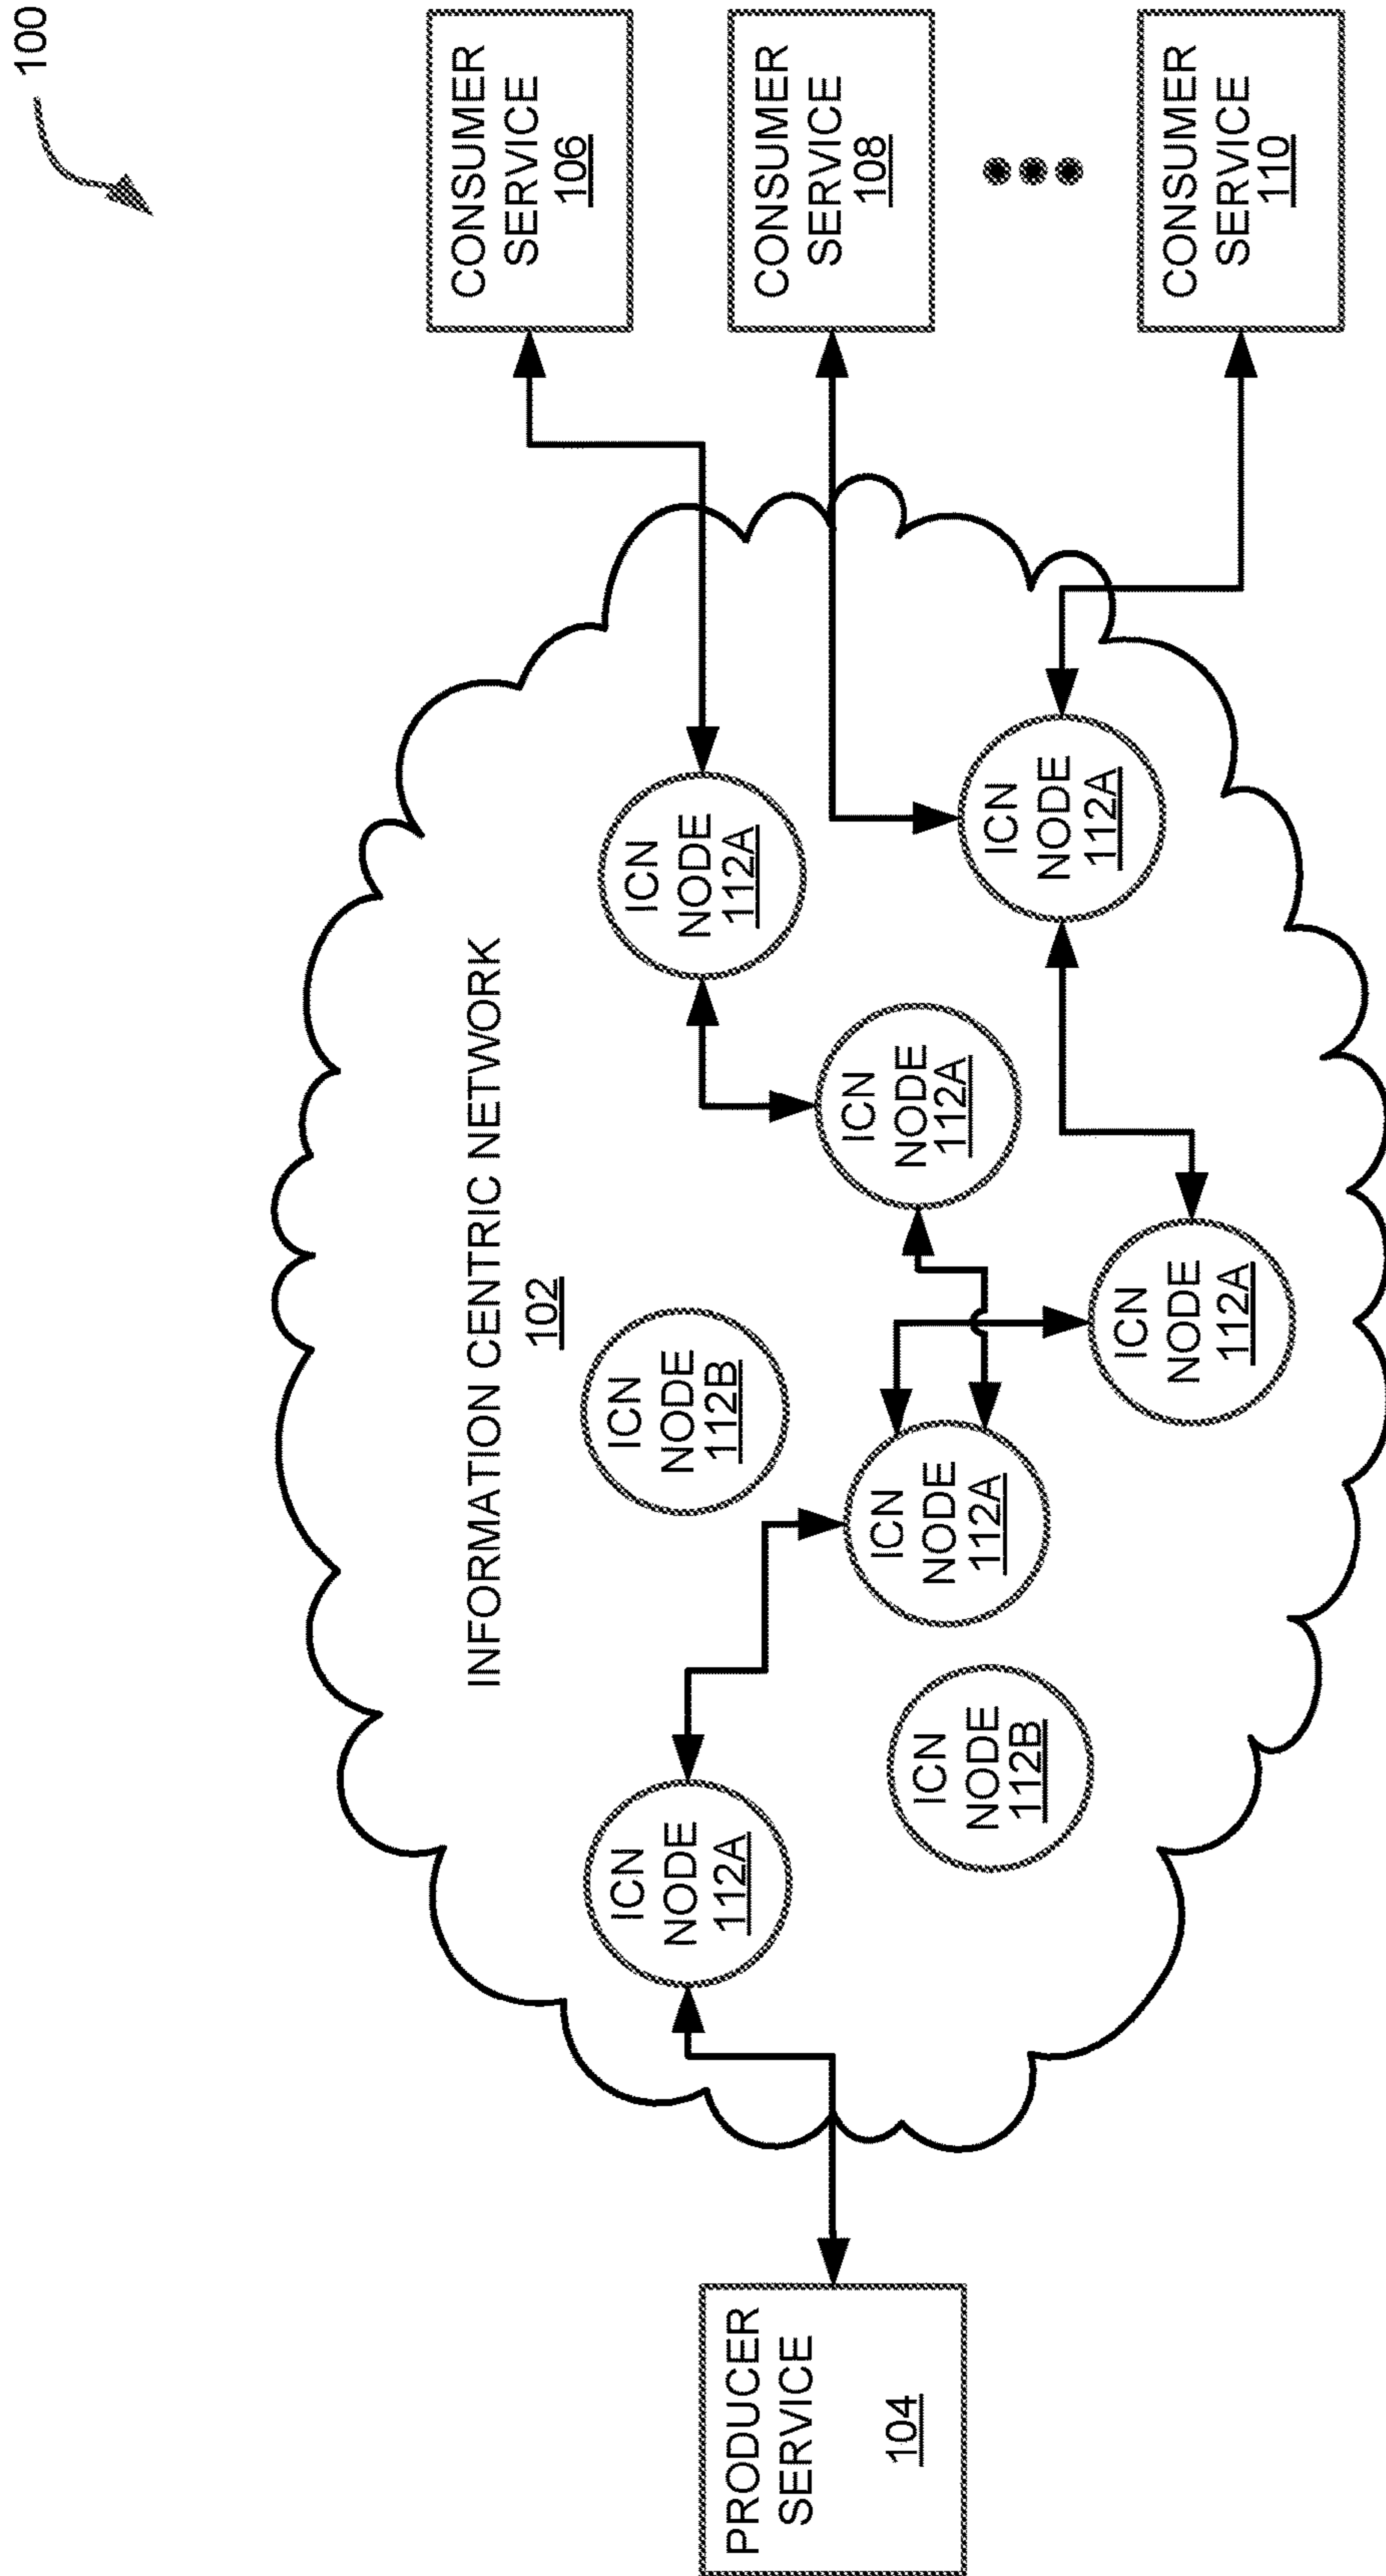 100
INFORMATION CENTRIC NETWORK
102
CONSUMER
SERVICE
106
PRODUCER
SERVICE
104
ICN
NODE
112A
ICN
NODE
112B
ICN
NODE
112A
CONSUMER
SERVICE
108
ICN
NODE
112B
ICN
NODE
112A
ICN
NODE
112A
ICN
NODE
112A
ICN
NODE
112A
CONSUMER
SERVICE
110